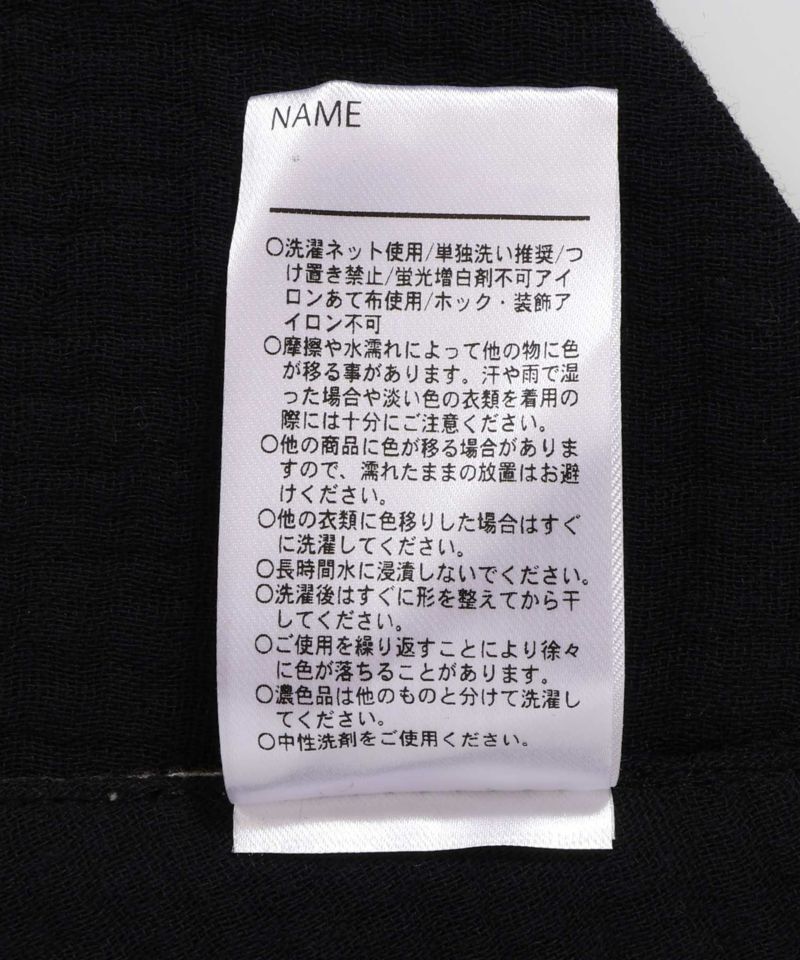 NAME
○洗濯ネット使用/単独洗い推奨/つ
け置き禁止/蛍光増白剤不可アイ
ロンあて布使用/ホック・装飾ア
イロン不可
○摩擦や水濡れによって他の物に色
が移る事があります。汗や雨で湿
った場合や淡い色の衣類を着用の
際には十分にご注意ください。
○他の商品に色が移る場合がありま
すので、濡れたままの放置はお避
けください。
○他の衣類に色移りした場合はすぐ
に洗濯してください。
○長時間水に浸漬しないでください。
○洗濯後はすぐに形を整えてから干
してください。
○ご使用を繰り返すことにより徐々
に色が落ちることがあります。
○濃色品は他のものと分けて洗濯し
てください。
○中性洗剤をご使用ください。